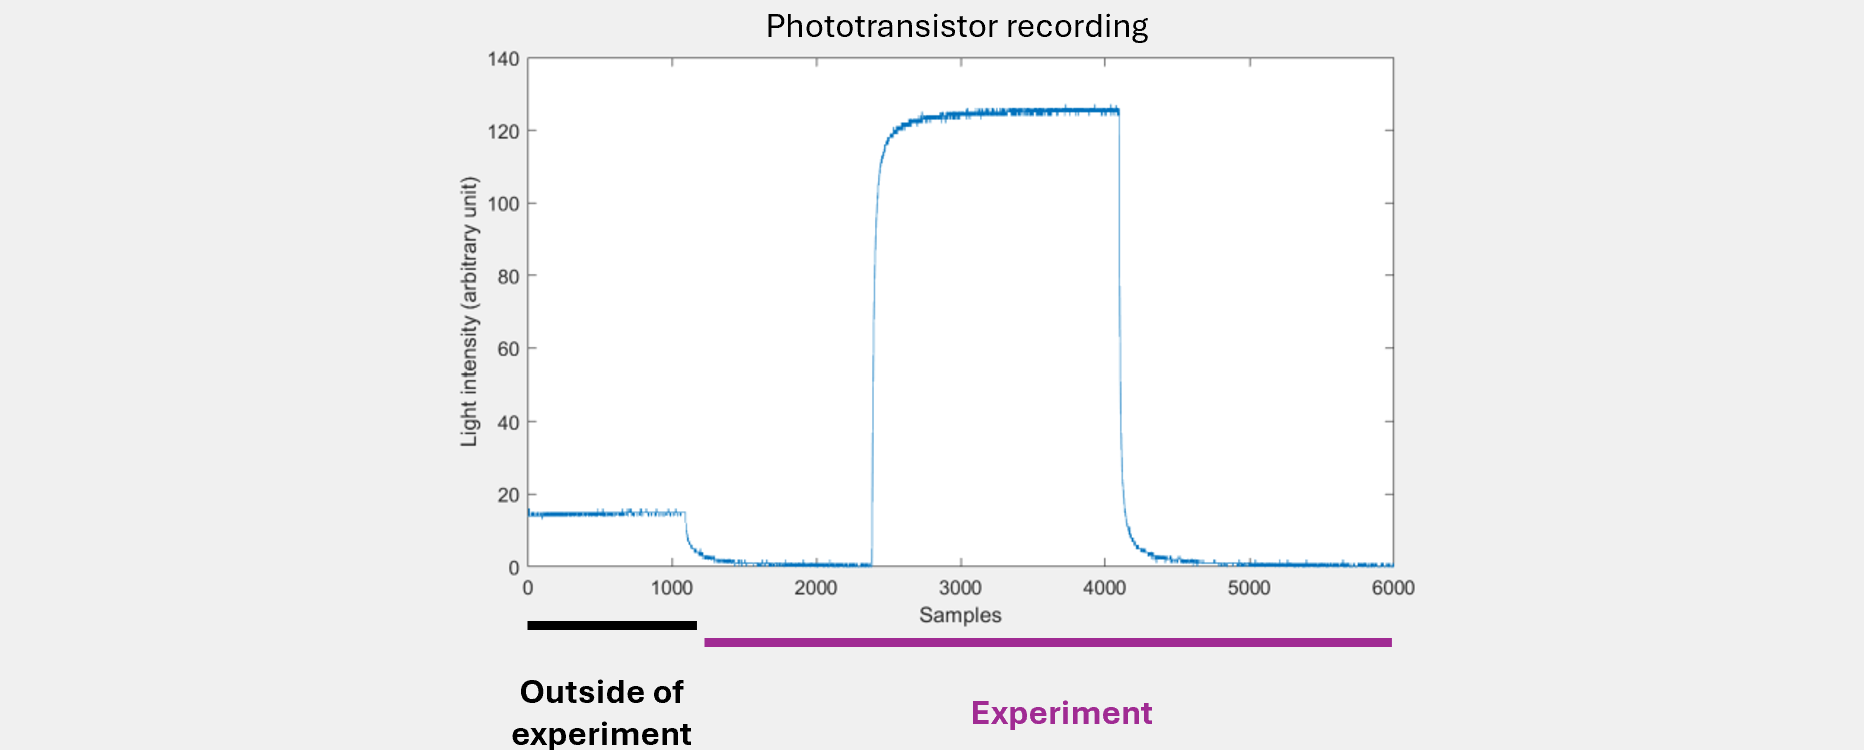 Phototransistor recording
140
120
100
80
60
40
20
0
Light intensity (arbitrary unit)
0 1000 2000 3000 4000 5000 6000
Samples
Outside of
experiment
Experiment